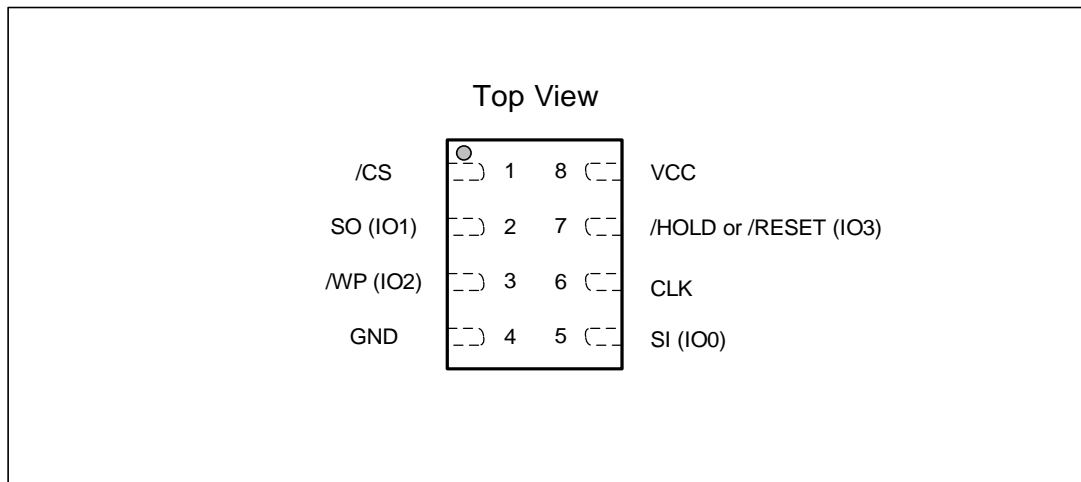 Top View
/CS 1 8 VCC
SO (IO1) 2 7 /HOLD or /RESET (IO3)
/WP (IO2) 3 6 CLK
GND 4 5 SI (IO0)